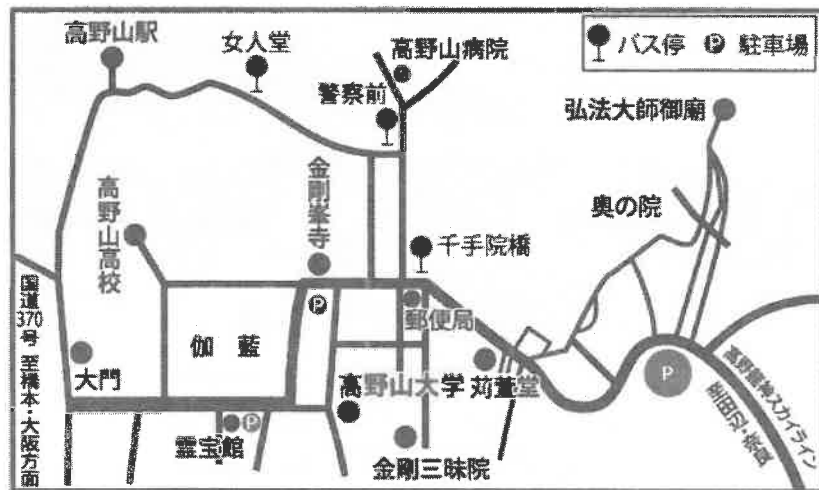 高野山駅
女人堂
高野山病院
バス停
P 駐車場
警察前
弘法大師御廟
金剛峯寺
高野山高校
奥の院
千手院橋
国道370号 至橋本・大阪方面
P
郵便局
伽藍
大門
高野山大学
苅萱堂
P
高野龍神スカイライン
霊宝館
P
金剛三昧院